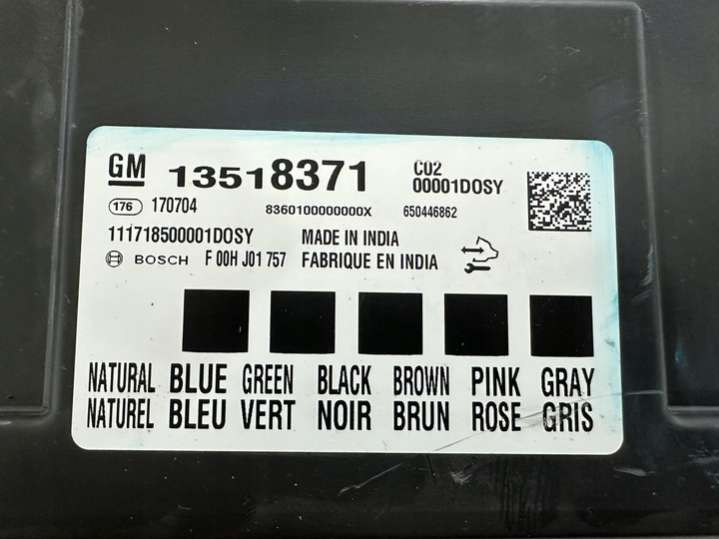 GM 13518371 C02
00001DOSY
176 170704 8360100000000X 650446862
111718500001DOSY MADE IN INDIA
BOSCH F 00H J01 757 FABRIQUE EN INDIA
NATURAL BLUE GREEN BLACK BROWN PINK GRAY
NATUREL BLEU VERT NOIR BRUN ROSE GRIS